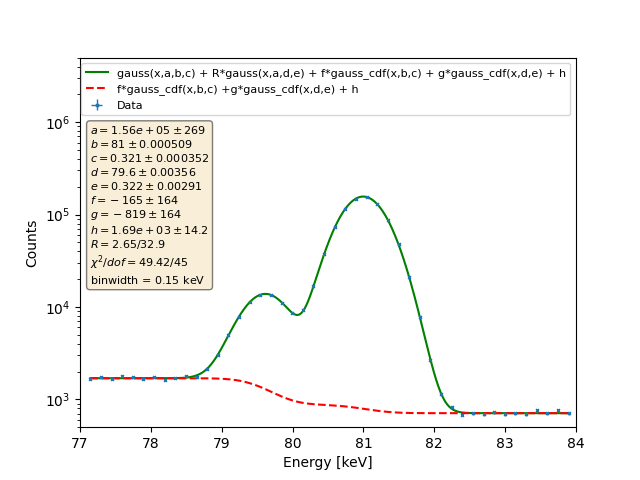 gauss(x,a,b,c) + R*gauss(x,a,d,e) + f*gauss_cdf(x,b,c) + g*gauss_cdf(x,d,e) + h
f*gauss_cdf(x,b,c) +g*gauss_cdf(x,d,e) + h
Data
a = 1.56e + 05 ± 269
b = 81 ± 0.000509
c = 0.321 ± 0.000352
d = 79.6 ± 0.00356
e = 0.322 ± 0.00291
f = −165 ± 164
g = −819 ± 164
h = 1.69e + 03 ± 14.2
R = 2.65/32.9
χ²/dof = 49.42/45
binwidth = 0.15 keV
10⁶
10⁵
10⁴
10³
Counts
77 78 79 80 81 82 83 84
Energy [keV]